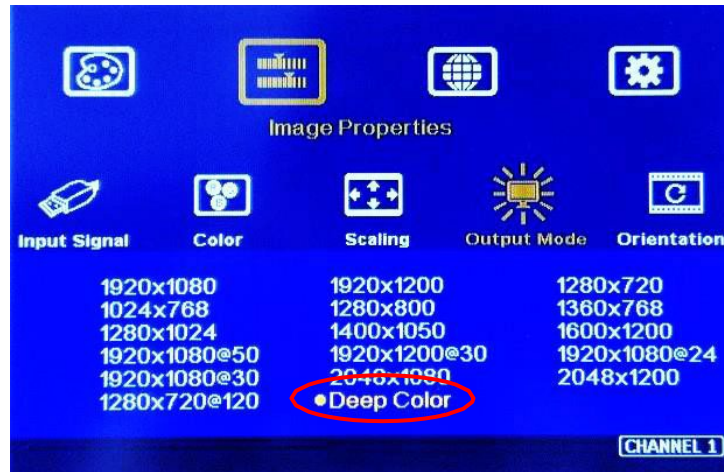 Image Properties
Input Signal Color Scaling Output Mode Orientation
1920x1080 1920x1200 1280x720
1024x768 1280x800 1360x768
1280x1024 1400x1050 1600x1200
1920x1080@50 1920x1200@30 1920x1080@24
1920x1080@30 2048x1080 2048x1200
1280x720@120 Deep Color
CHANNEL 1